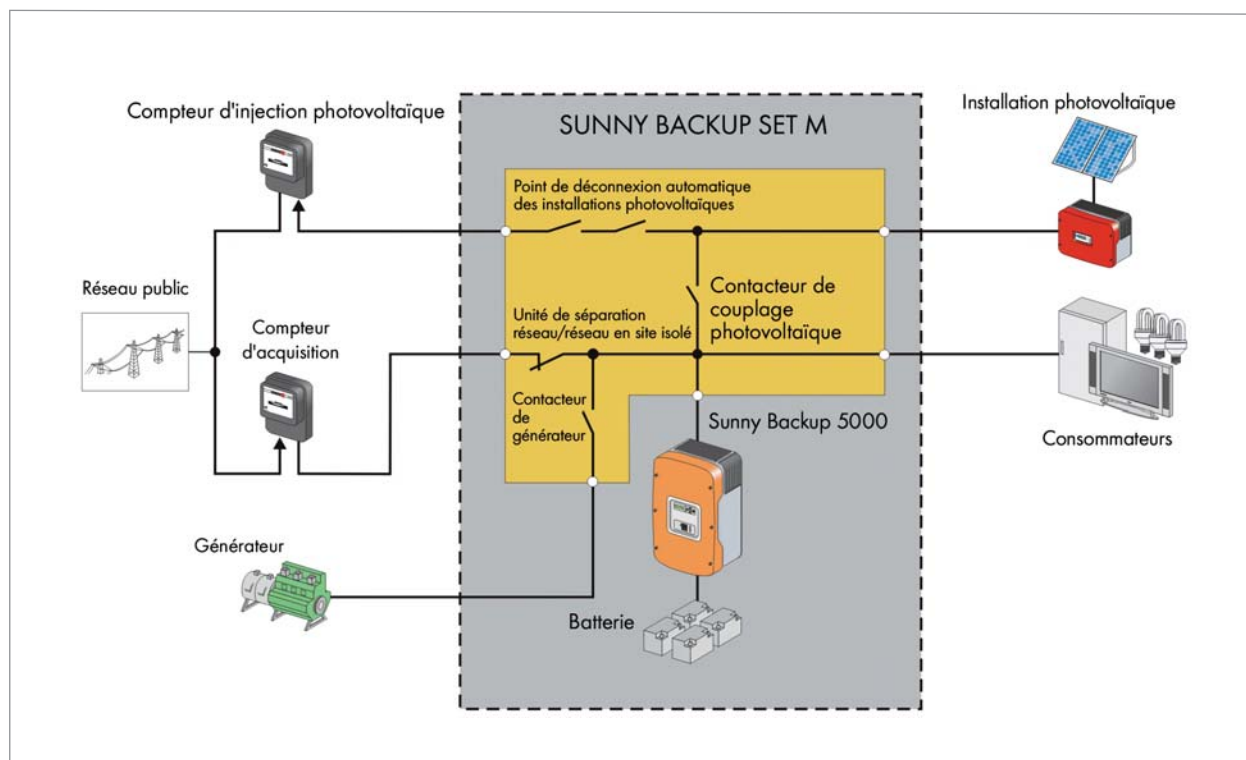 Compteur d'injection photovoltaïque
Installation photovoltaïque
SUNNY BACKUP SET M
Point de déconnexion automatique
des installations photovoltaïques
Réseau public
Compteur
d'acquisition
Unité de séparation
réseau/réseau en site isolé
Contacteur de
couplage
photovoltaïque
Contacteur
de
générateur
Sunny Backup 5000
Consommateurs
Générateur
Batterie